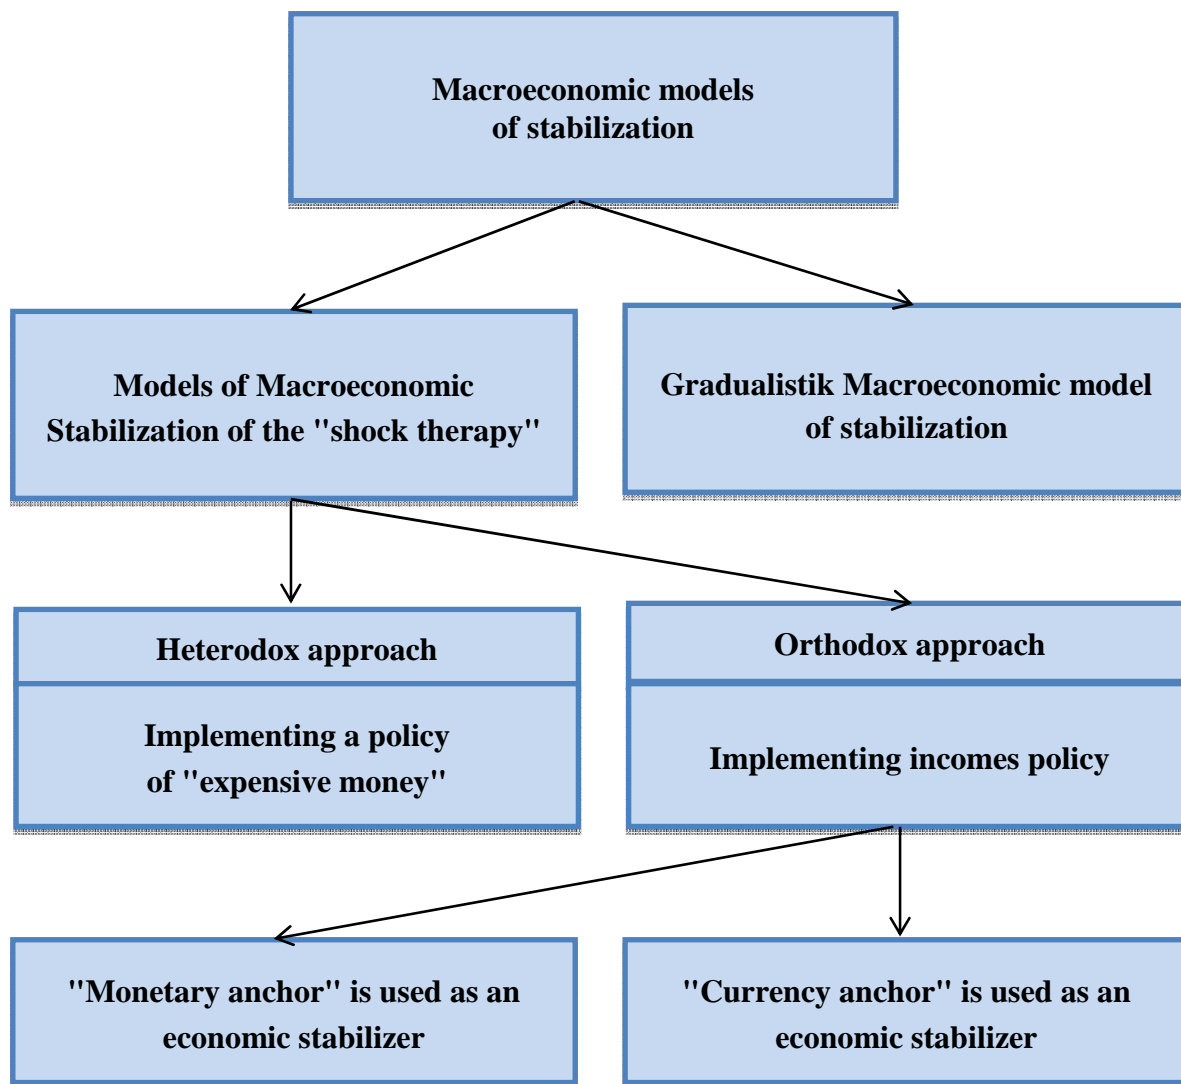 Macroeconomic models
of stabilization
Models of Macroeconomic
Stabilization of the "shock therapy"
Gradualistik Macroeconomic model
of stabilization
Heterodox approach
Implementing a policy
of "expensive money"
Orthodox approach
Implementing incomes policy
"Monetary anchor" is used as an
economic stabilizer
"Currency anchor" is used as an
economic stabilizer